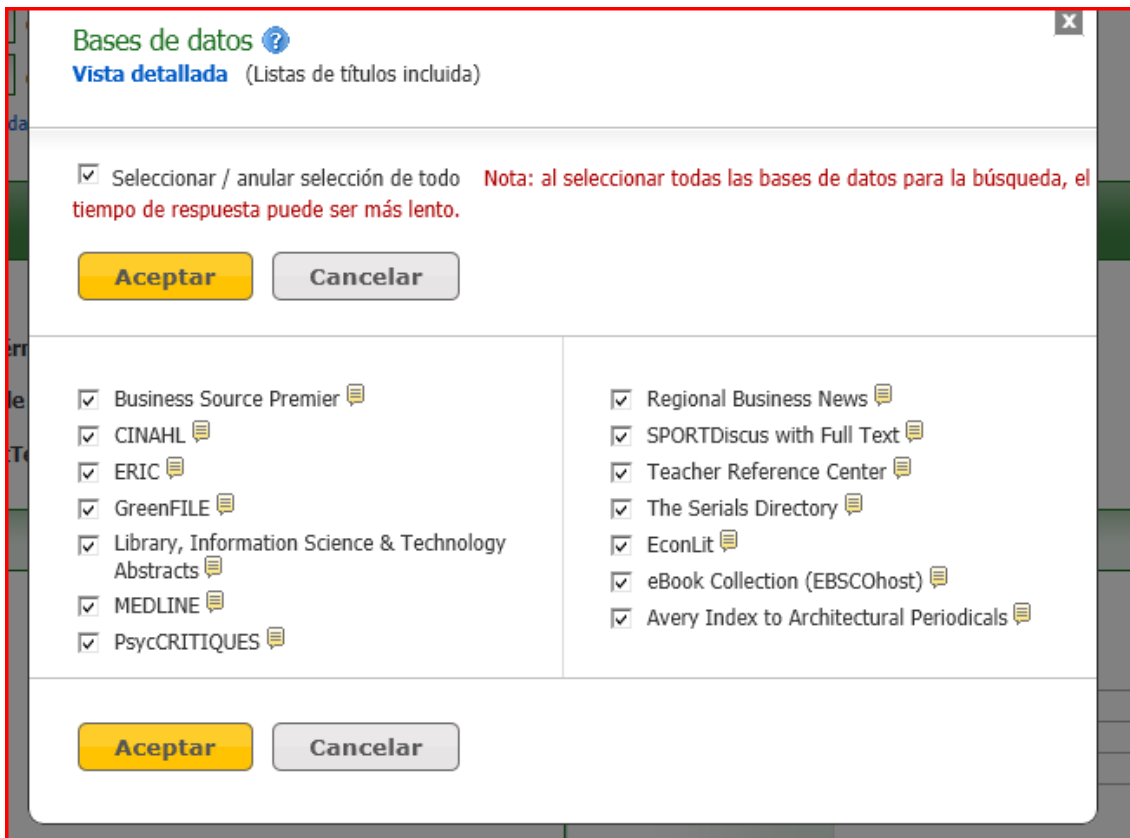 Bases de datos
Vista detallada (Listas de títulos incluida)
Seleccionar / anular selección de todo Nota: al seleccionar todas las bases de datos para la búsqueda, el
tiempo de respuesta puede ser más lento.
Aceptar Cancelar
Business Source Premier
CINAHL
ERIC
GreenFILE
Library, Information Science & Technology
Abstracts
MEDLINE
PsycCRITIQUES
Regional Business News
SPORTDiscus with Full Text
Teacher Reference Center
The Serials Directory
EconLit
eBook Collection (EBSCOhost)
Avery Index to Architectural Periodicals
Aceptar Cancelar